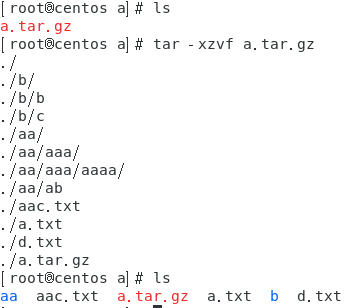 [root@centos a]# ls
a.tar.gz
[root@centos a]# tar -xzvf a.tar.gz
./
./b/
./b/b
./b/c
./aa/
./aa/aaa/
./aa/aaa/aaaa/
./aa/ab
./aac.txt
./a.txt
./d.txt
./a.tar.gz
[root@centos a]# ls
aa aac.txt a.tar.gz a.txt b d.txt